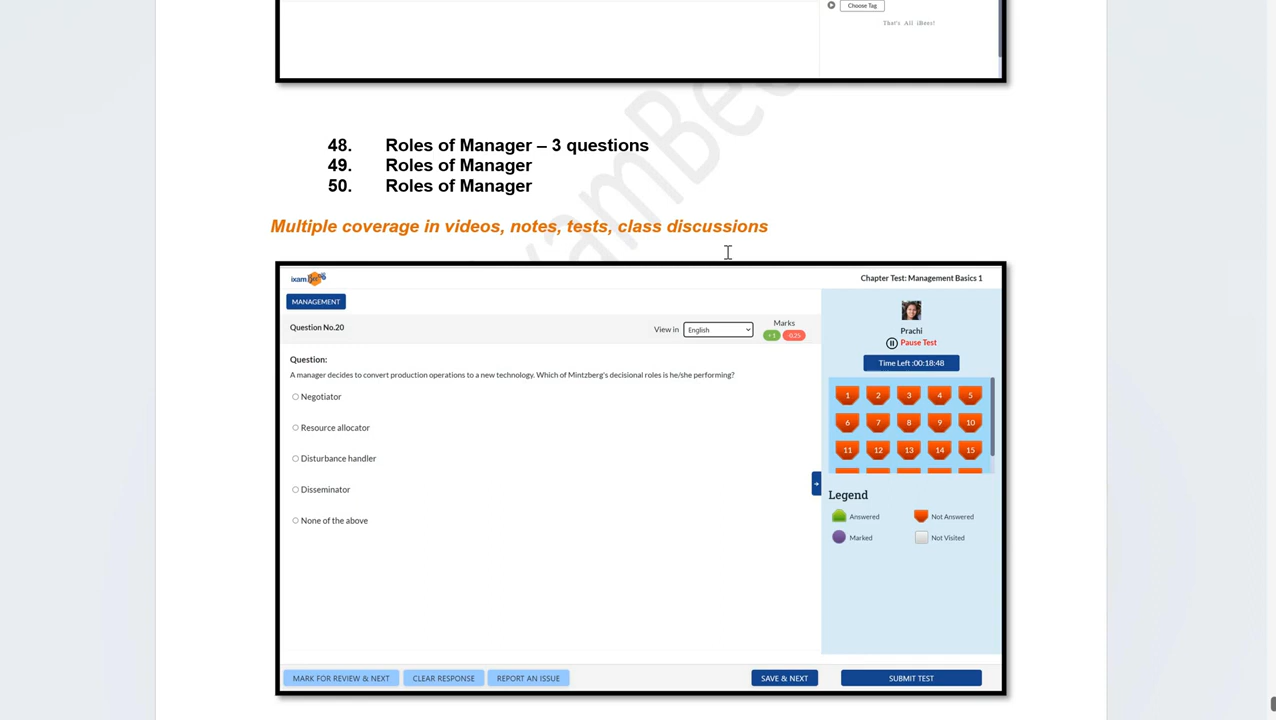 Choose Tag
That's All iBees!
48. Roles of Manager – 3 questions
49. Roles of Manager
50. Roles of Manager
Multiple coverage in videos, notes, tests, class discussions
ixamBee
Chapter Test: Management Basics 1
MANAGEMENT
Question No.20
View in
English
Marks
+ 1
-0.25
Prachi
Pause Test
Time Left :00:18:48
Question:
A manager decides to convert production operations to a new technology. Which of Mintzberg's decisional roles is he/she performing?
Negotiator
Resource allocator
Disturbance handler
Disseminator
None of the above
1 2 3 4 5
6 7 8 9 10
11 12 13 14 15
Legend
Answered
Not Answered
Marked
Not Visited
MARK FOR REVIEW & NEXT
CLEAR RESPONSE
REPORT AN ISSUE
SAVE & NEXT
SUBMIT TEST